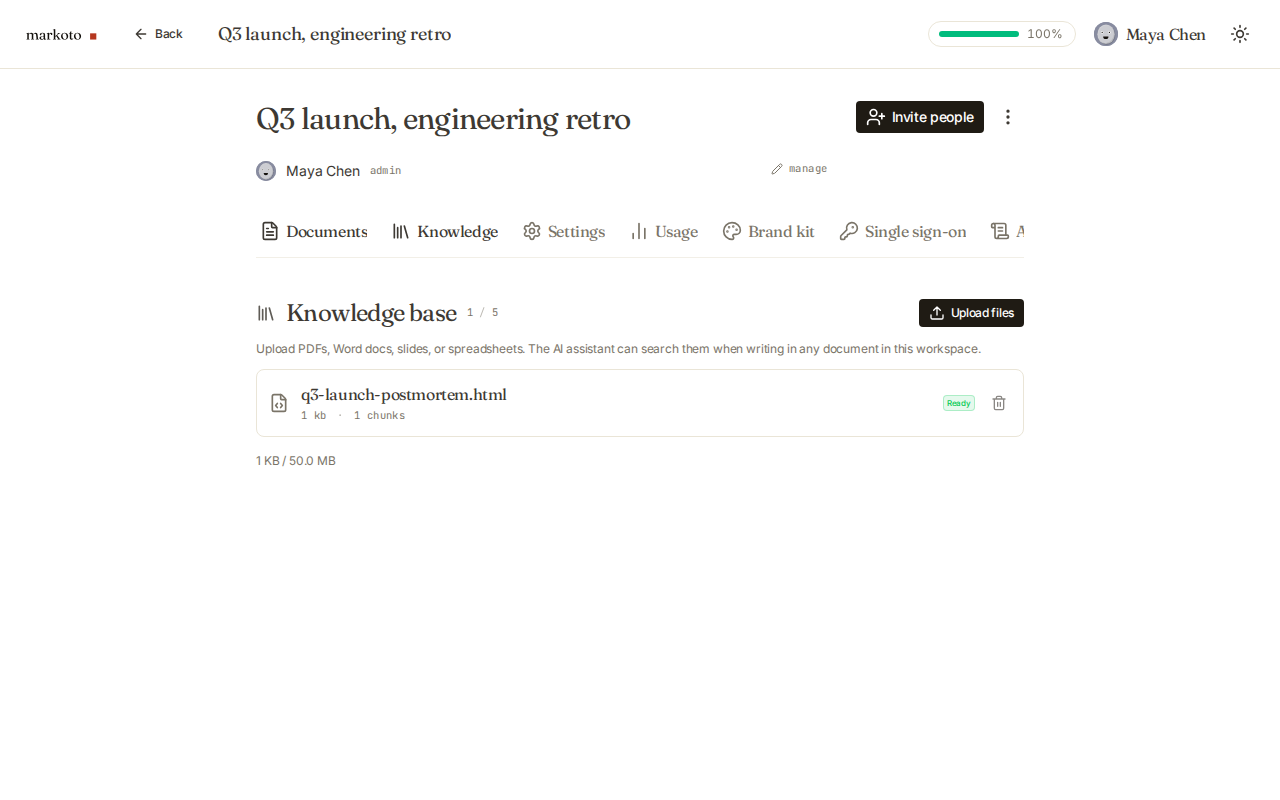 markoto
Back
Q3 launch, engineering retro
100%
Maya Chen
Q3 launch, engineering retro
Invite people
Maya Chen admin
manage
Documents Knowledge Settings Usage Brand kit Single sign-on A
Knowledge base 1 / 5
Upload files
Upload PDFs, Word docs, slides, or spreadsheets. The AI assistant can search them when writing in any document in this workspace.
q3-launch-postmortem.html
1 kb · 1 chunks
Ready
1 KB / 50.0 MB